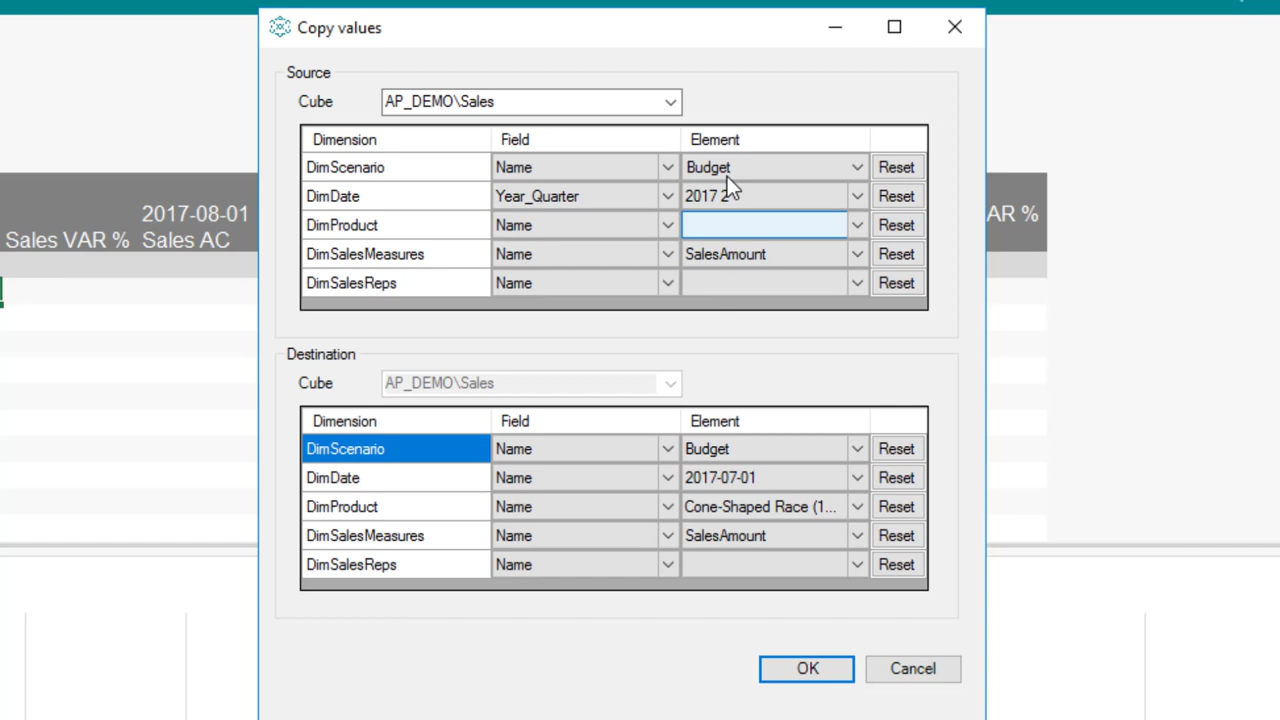 Copy values
Source
Cube AP_DEMO\Sales
Dimension Field Element
DimScenario Name Budget Reset
DimDate Year_Quarter 2017 2 Reset
DimProduct Name Reset
DimSalesMeasures Name SalesAmount Reset
DimSalesReps Name Reset
Destination
Cube AP_DEMO\Sales
Dimension Field Element
DimScenario Name Budget Reset
DimDate Name 2017-07-01 Reset
DimProduct Name Cone-Shaped Race (1... Reset
DimSalesMeasures Name SalesAmount Reset
DimSalesReps Name Reset
OK Cancel
2017-08-01
Sales VAR % Sales AC
AR %